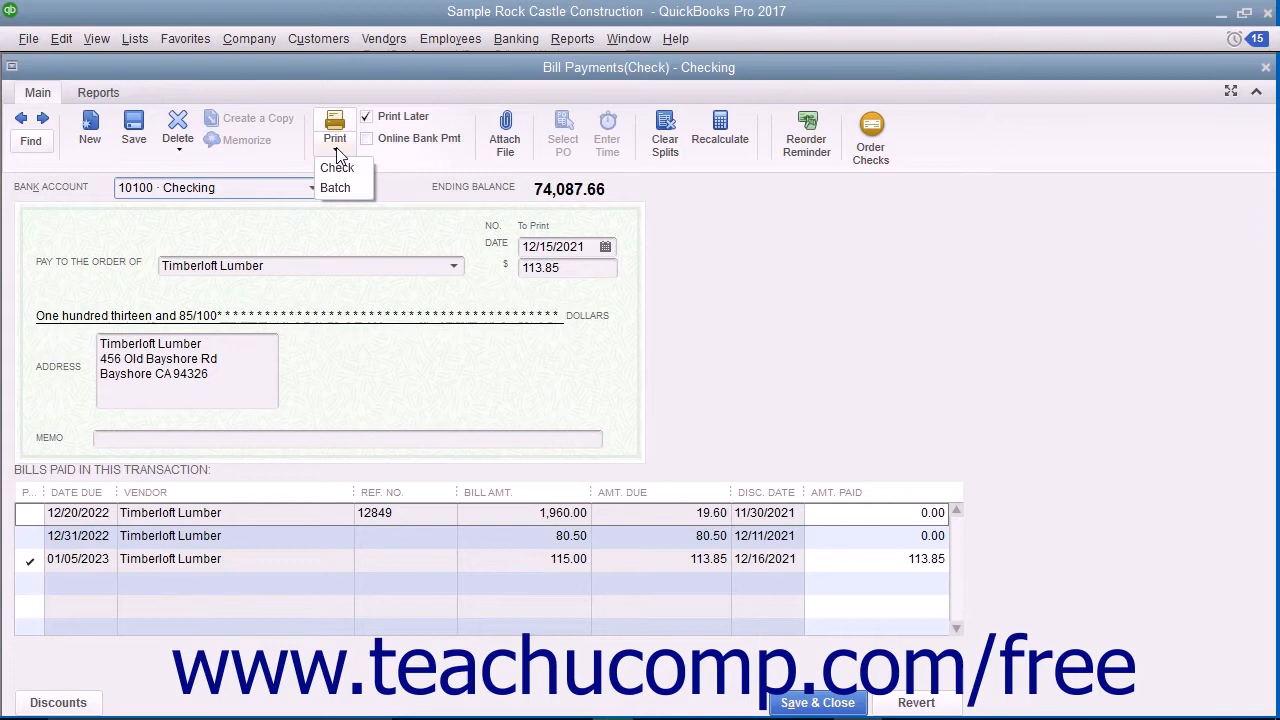 Sample Rock Castle Construction - QuickBooks Pro 2017
File Edit View Lists Favorites Company Customers Vendors Employees Banking Reports Window Help 15
Bill Payments(Check) - Checking
Main Reports
Find New Save Delete Create a Copy Memorize Print Print Later Online Bank Pmt Attach File Select PO Enter Time Clear Splits Recalculate Reorder Reminder Order Checks
Check
Batch
BANK ACCOUNT 10100 · Checking ENDING BALANCE 74,087.66
NO. To Print
DATE 12/15/2021
PAY TO THE ORDER OF Timberloft Lumber $ 113.85
One hundred thirteen and 85/100* * * * * * * * * * * * * * * * * * * * * * * * * * * * * * * * * * * * * * * * * * * DOLLARS
ADDRESS
Timberloft Lumber
456 Old Bayshore Rd
Bayshore CA 94326
MEMO
BILLS PAID IN THIS TRANSACTION:
P... DATE DUE VENDOR REF. NO. BILL AMT. AMT. DUE DISC. DATE AMT. PAID
12/20/2022 Timberloft Lumber 12849 1,960.00 19.60 11/30/2021 0.00
12/31/2022 Timberloft Lumber 80.50 80.50 12/11/2021 0.00
✓ 01/05/2023 Timberloft Lumber 115.00 113.85 12/16/2021 113.85
www.teachucomp.com/free
Discounts Save & Close Revert